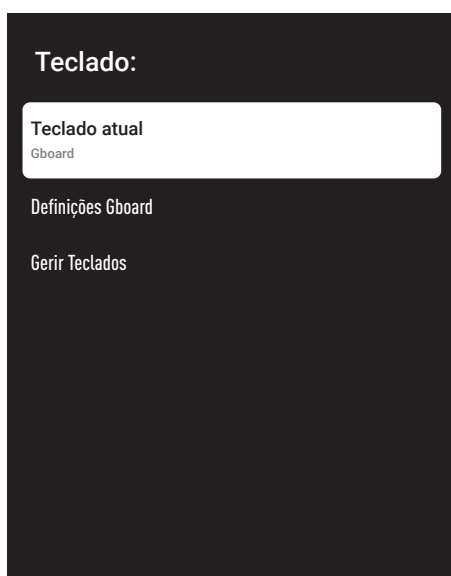 Teclado:
Teclado atual
Gboard
Definições Gboard
Gerir Teclados